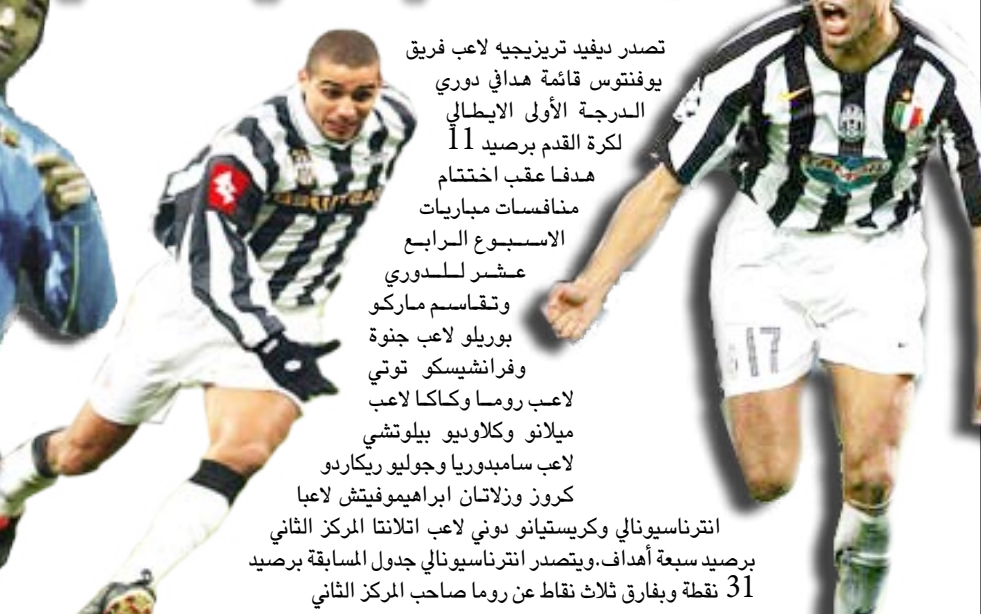 تصدر ديفيد تريزيجيه لاعب فريق
يوفنتوس قائمة هدافي دوري
الدرجة الأولى الايطالي
لكرة القدم برصيد 11
هدفا عقب اختتام
منافسات مباريات
الاسبوع الرابع
عشر للدوري
وتقاسم ماركو
بوريلو لاعب جنوة
وفرانشيسكو توتي
لاعب روما وكاكا لاعب
ميلانو وكلاوديو بيلوتشي
لاعب سامبدوريا وجوليو ريكاردو
كروز وزلاتان ابراهيموفيتش لاعبا
انترناسيونالي وكريستيانو دوني لاعب اتلانتا المركز الثاني
برصيد سبعة أهداف.ويتصدر انترناسيونالي جدول المسابقة برصيد
31 نقطة وبفارق ثلاث نقاط عن روما صاحب المركز الثاني
17